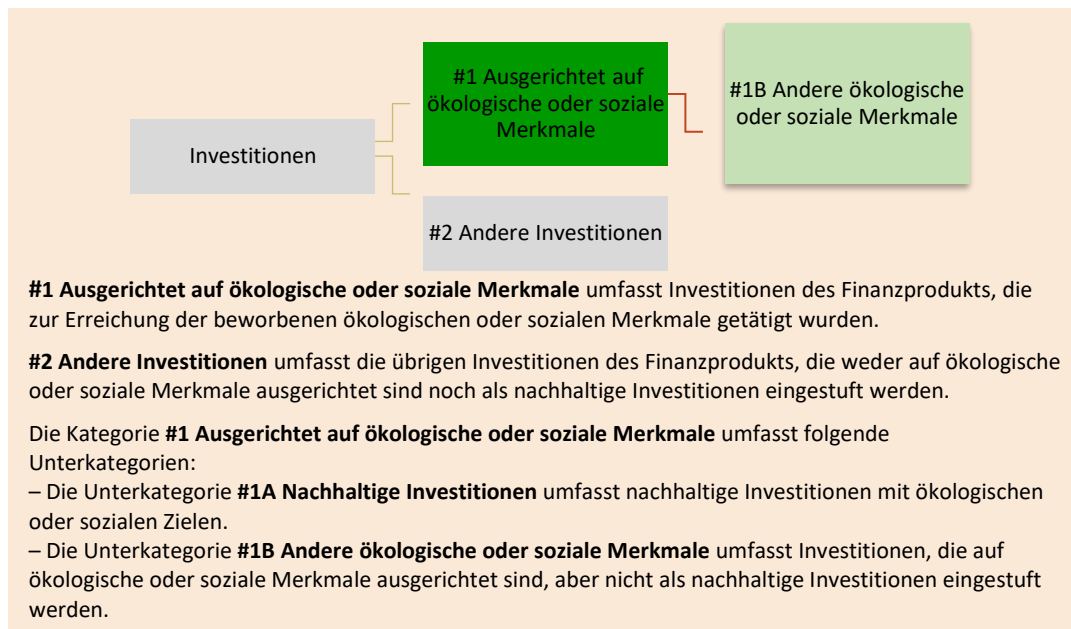 #1 Ausgerichtet auf
ökologische oder soziale
Merkmale
#1B Andere ökologische
oder soziale Merkmale
Investitionen
#2 Andere Investitionen
#1 Ausgerichtet auf ökologische oder soziale Merkmale umfasst Investitionen des Finanzprodukts, die
zur Erreichung der beworbenen ökologischen oder sozialen Merkmale getätigt wurden.
#2 Andere Investitionen umfasst die übrigen Investitionen des Finanzprodukts, die weder auf ökologische
oder soziale Merkmale ausgerichtet sind noch als nachhaltige Investitionen eingestuft werden.
Die Kategorie #1 Ausgerichtet auf ökologische oder soziale Merkmale umfasst folgende
Unterkategorien:
– Die Unterkategorie #1A Nachhaltige Investitionen umfasst nachhaltige Investitionen mit ökologischen
oder sozialen Zielen.
– Die Unterkategorie #1B Andere ökologische oder soziale Merkmale umfasst Investitionen, die auf
ökologische oder soziale Merkmale ausgerichtet sind, aber nicht als nachhaltige Investitionen eingestuft
werden.